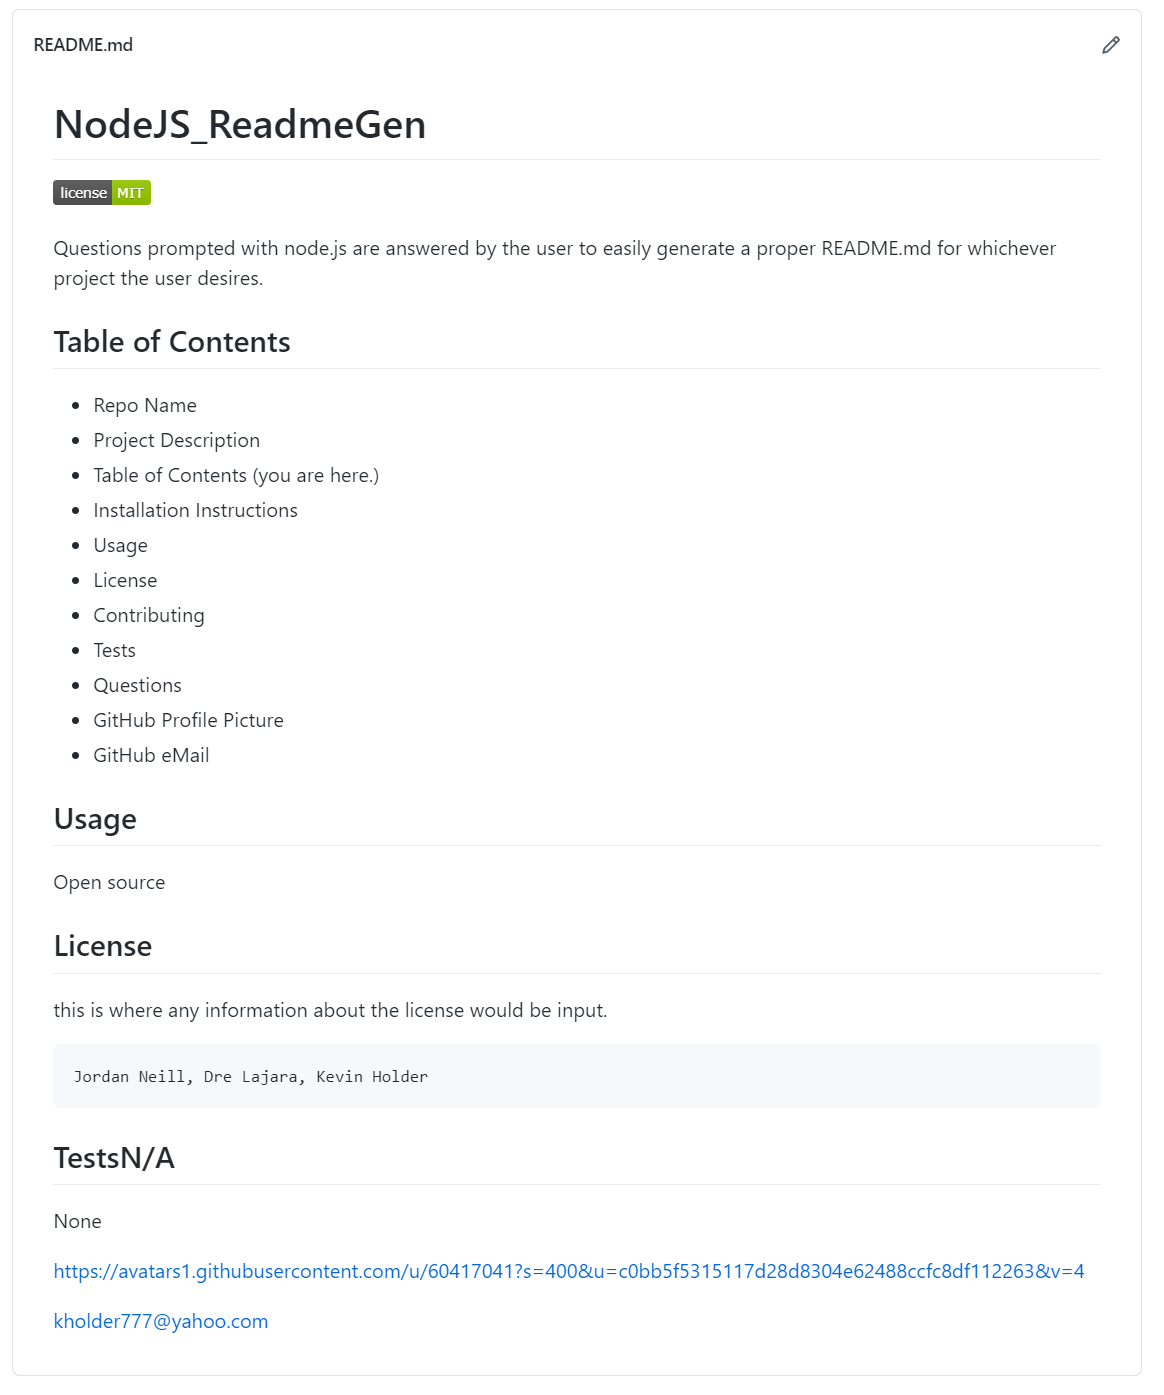 README.md
NodeJS_ReadmeGen
license MIT
Questions prompted with node.js are answered by the user to easily generate a proper README.md for whichever
project the user desires.
Table of Contents
Repo Name
Project Description
Table of Contents (you are here.)
Installation Instructions
Usage
License
Contributing
Tests
Questions
GitHub Profile Picture
GitHub eMail
Usage
Open source
License
this is where any information about the license would be input.
Jordan Neill, Dre Lajara, Kevin Holder
TestsN/A
None
https://avatars1.githubusercontent.com/u/60417041?s=400&u=c0bb5f5315117d28d8304e62488ccfc8df112263&v=4
kholder777@yahoo.com